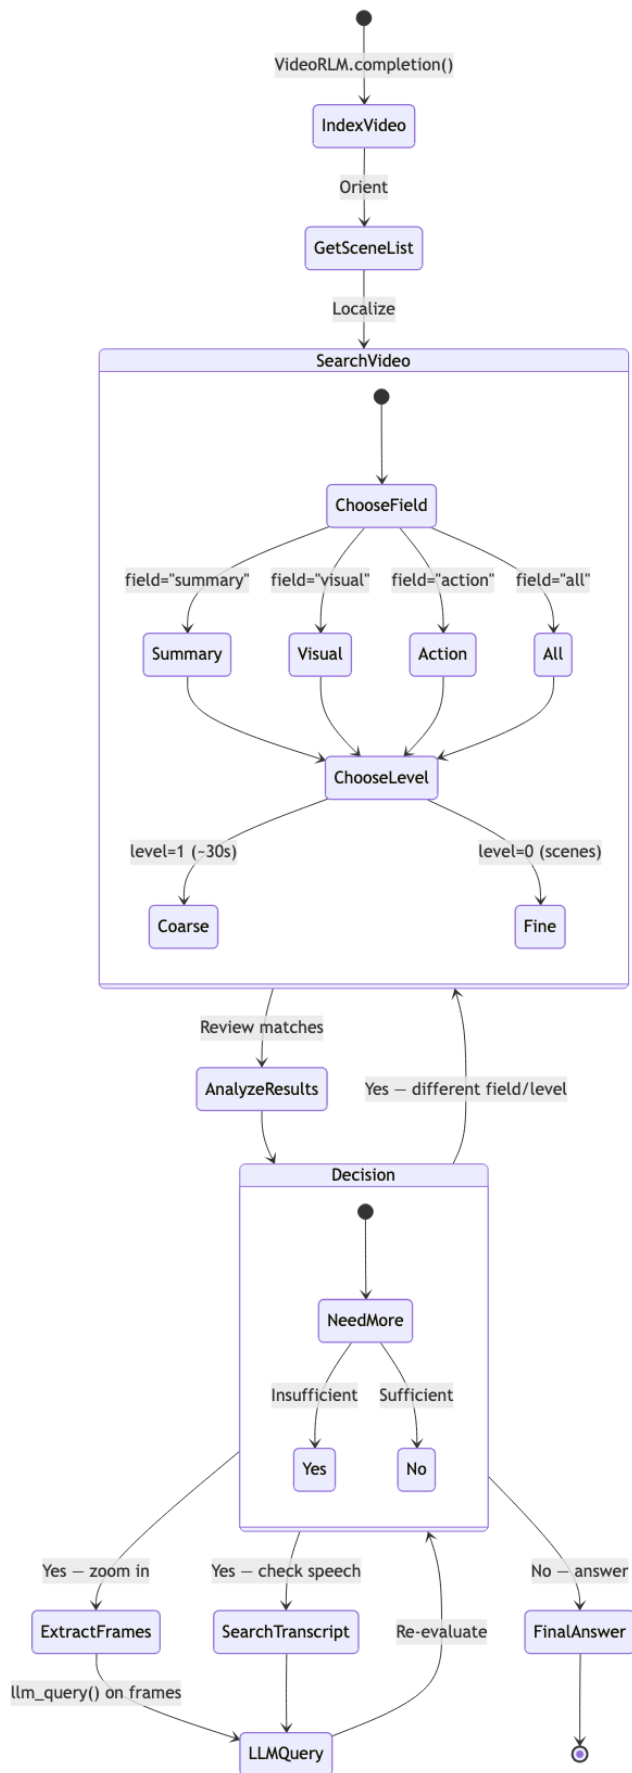 VideoRLM.completion()
IndexVideo
Orient
GetSceneList
Localize
SearchVideo
ChooseField
field="summary"
field="visual"
field="action"
field="all"
Summary
Visual
Action
All
ChooseLevel
level=1 (~30s)
level=0 (scenes)
Coarse
Fine
Review matches
AnalyzeResults
Yes — different field/level
Decision
NeedMore
Insufficient
Sufficient
Yes
No
Yes — zoom in
Yes — check speech
No — answer
ExtractFrames
SearchTranscript
Re-evaluate
FinalAnswer
llm_query() on frames
LLMQuery